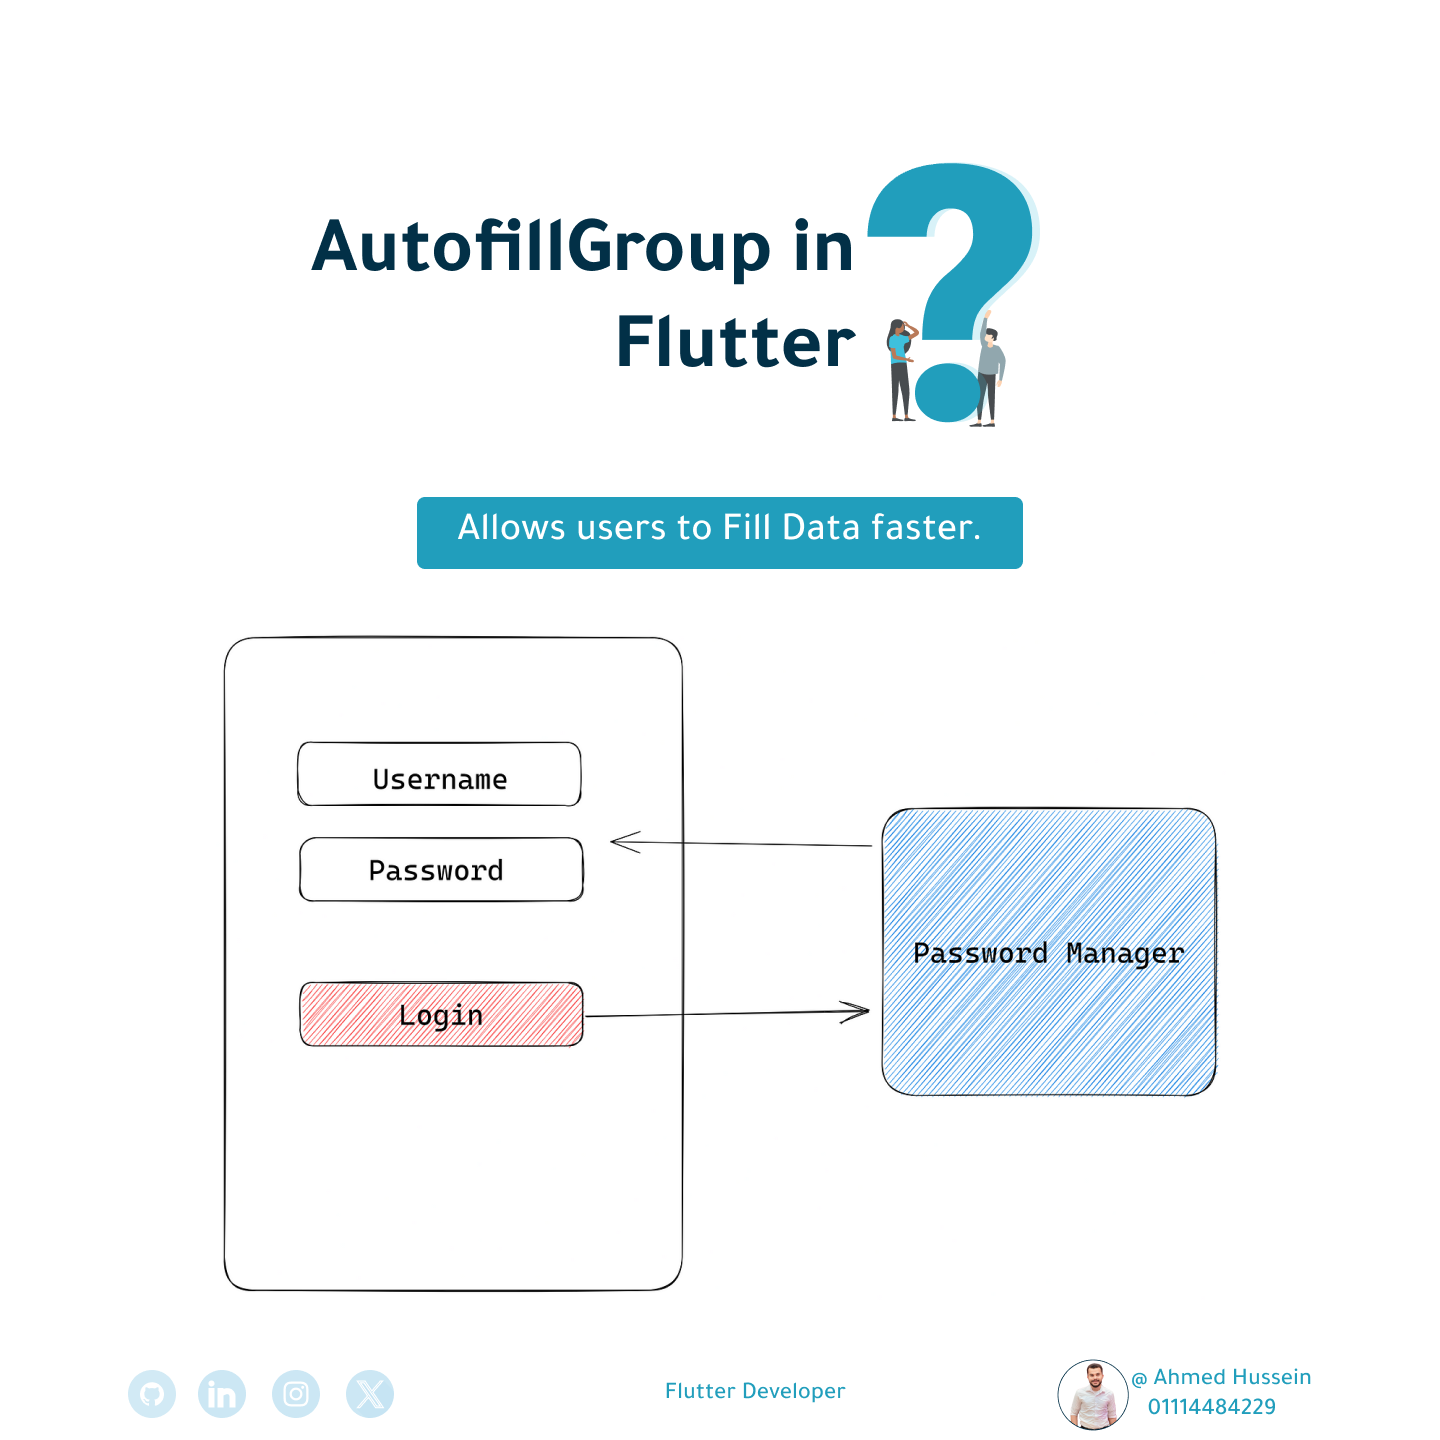 AutofillGroup in
Flutter
Allows users to Fill Data faster.
Username
Password
Login
Password Manager
Flutter Developer
@ Ahmed Hussein
01114484229